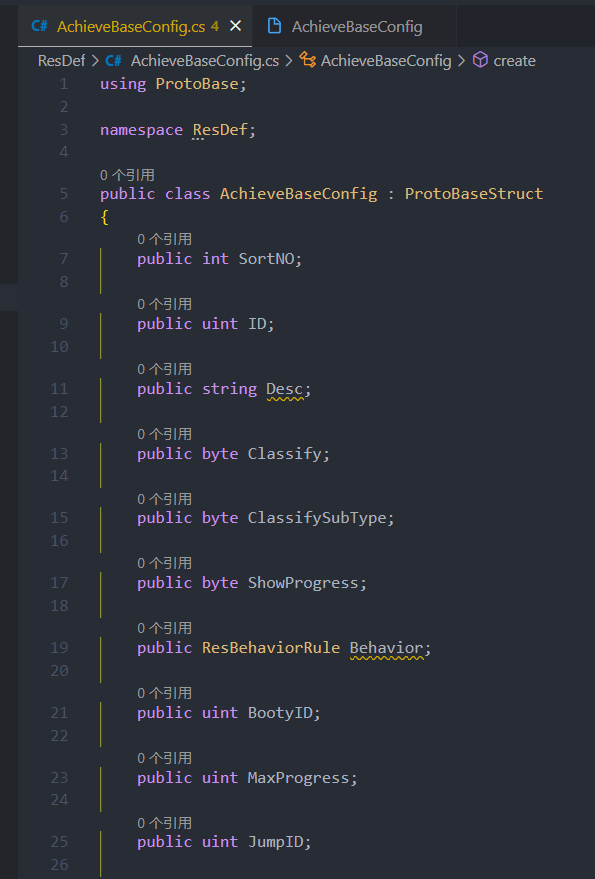 C# AchieveBaseConfig.cs 4 × AchieveBaseConfig
ResDef > C# AchieveBaseConfig.cs > AchieveBaseConfig > create
1 using ProtoBase;
2
3 namespace ResDef;
4
0 个引用
5 public class AchieveBaseConfig : ProtoBaseStruct
6 {
0 个引用
7 public int SortNO;
8
0 个引用
9 public uint ID;
10
0 个引用
11 public string Desc;
12
0 个引用
13 public byte Classify;
14
0 个引用
15 public byte ClassifySubType;
16
0 个引用
17 public byte ShowProgress;
18
0 个引用
19 public ResBehaviorRule Behavior;
20
0 个引用
21 public uint BootyID;
22
0 个引用
23 public uint MaxProgress;
24
0 个引用
25 public uint JumpID;
26